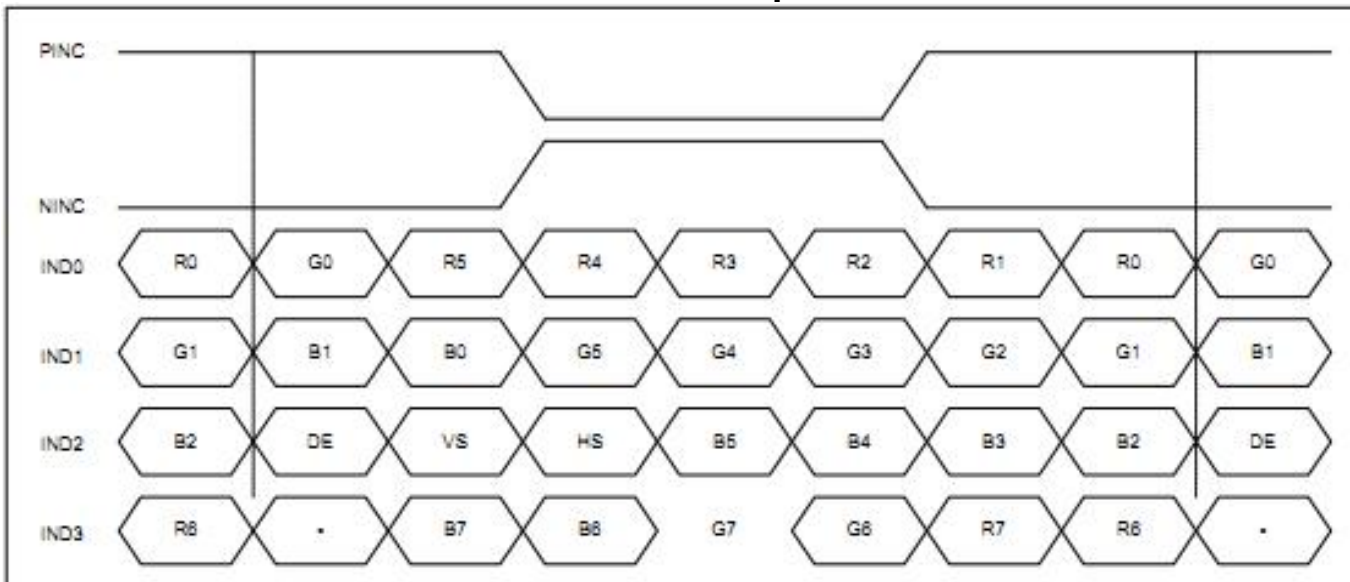 PINC
NINC
IND0 R0 G0 R5 R4 R3 R2 R1 R0 G0
IND1 G1 B1 B0 G5 G4 G3 G2 G1 B1
IND2 B2 DE VS HS B5 B4 B3 B2 DE
IND3 R6 - B7 B6 G7 G6 R7 R6 -